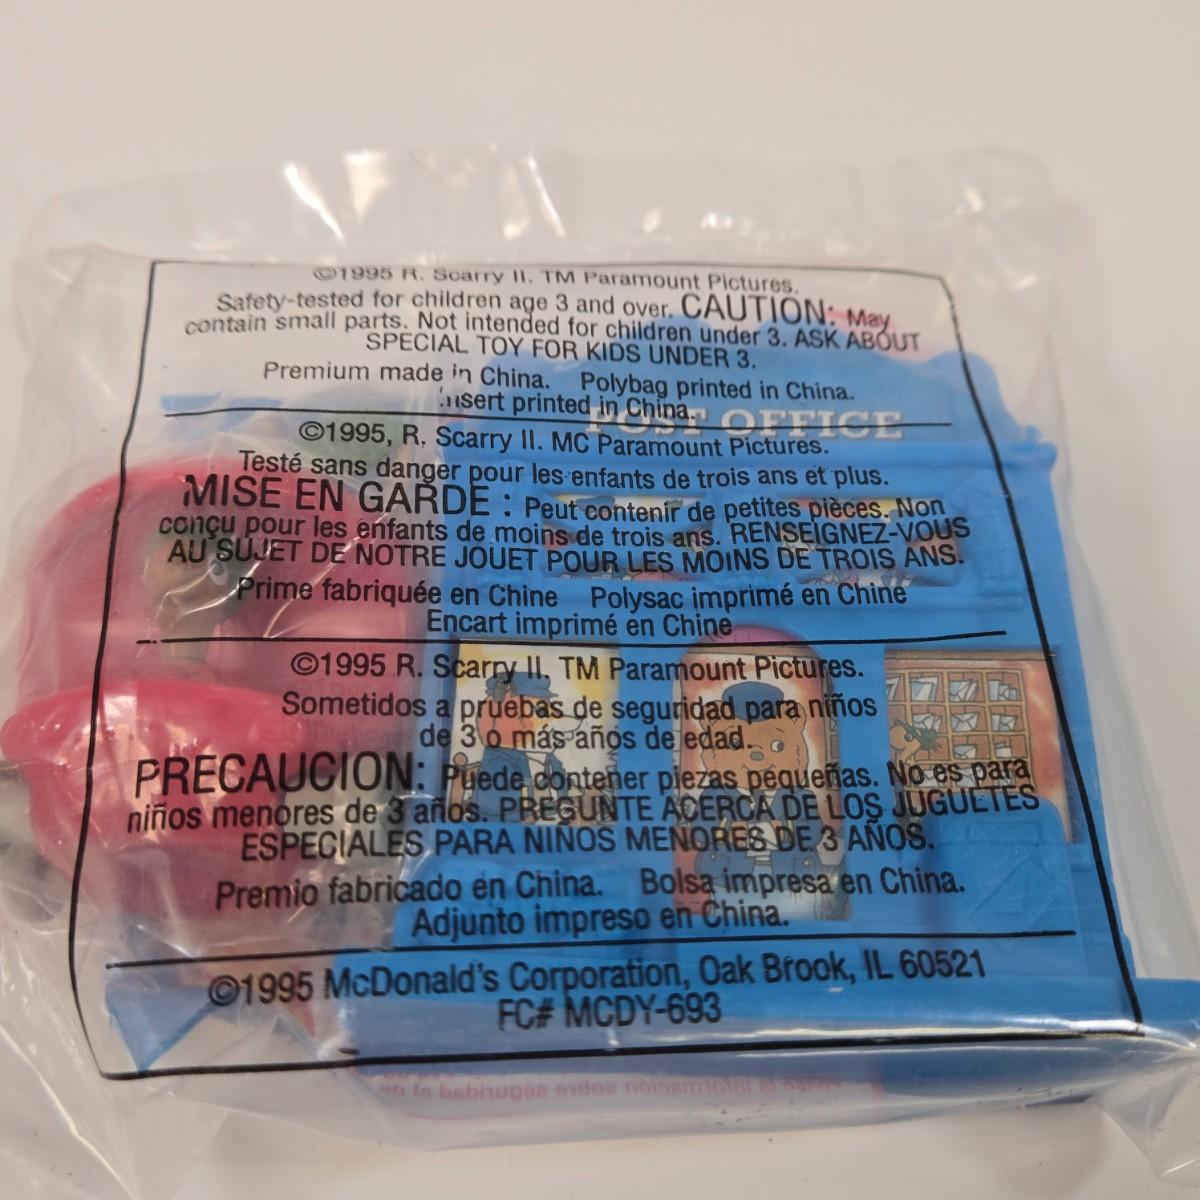 ©1995 R. Scarry II. TM Paramount Pictures.
Safety-tested for children age 3 and over. CAUTION: May
contain small parts. Not intended for children under 3. ASK ABOUT
SPECIAL TOY FOR KIDS UNDER 3.
Premium made in China. Polybag printed in China.
Insert printed in China.
POST OFFICE
©1995, R. Scarry II. MC Paramount Pictures.
Testé sans danger pour les enfants de trois ans et plus.
MISE EN GARDE : Peut contenir de petites pièces. Non
conçu pour les enfants de moins de trois ans. RENSEIGNEZ-VOUS
AU SUJET DE NOTRE JOUET POUR LES MOINS DE TROIS ANS.
Prime fabriquée en Chine Polysac imprimé en Chine
Encart imprimé en Chine
©1995 R. Scarry II. TM Paramount Pictures.
Sometidos a pruebas de seguridad para niños
de 3 o más años de edad.
PRECAUCION: Puede contener piezas pequeñas. No es para
niños menores de 3 años. PREGUNTE ACERCA DE LOS JUGUETES
ESPECIALES PARA NIÑOS MENORES DE 3 AÑOS.
Premio fabricado en China. Bolsa impresa en China.
Adjunto impreso en China.
©1995 McDonald's Corporation, Oak Brook, IL 60521
FC# MCDY-693
la información sobre seguridad al